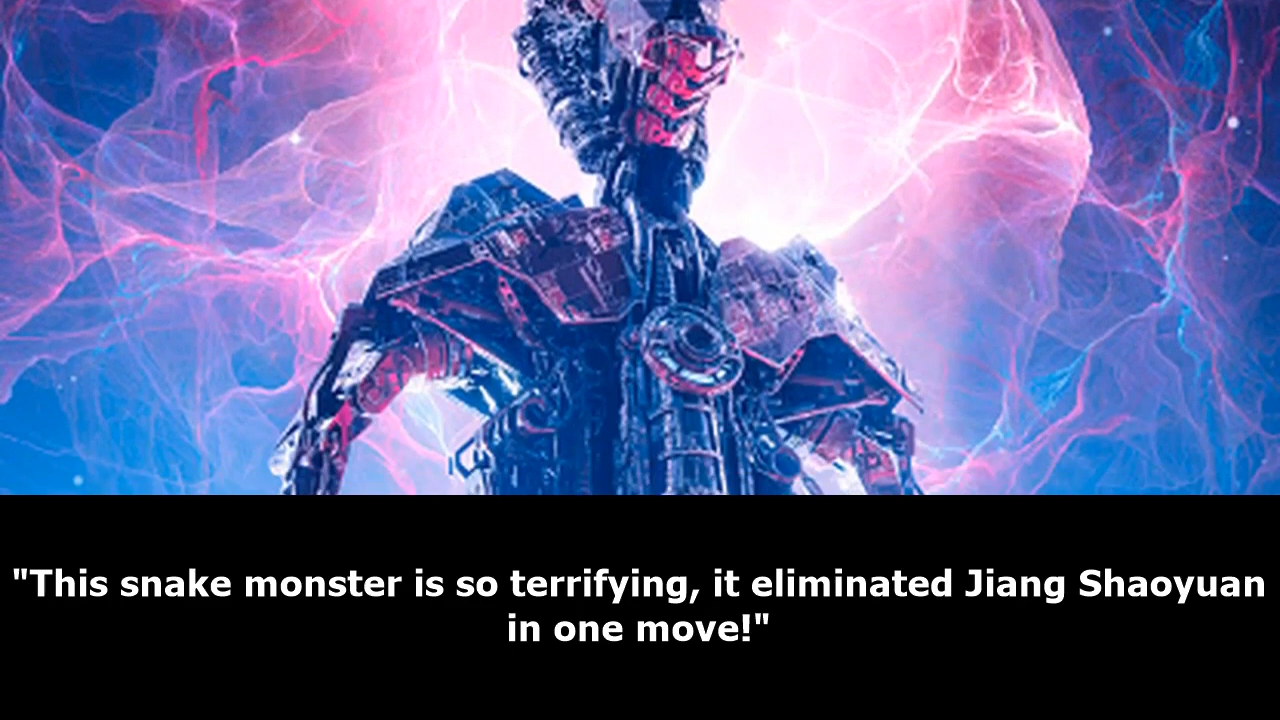 "This snake monster is so terrifying, it eliminated Jiang Shaoyuan
in one move!"